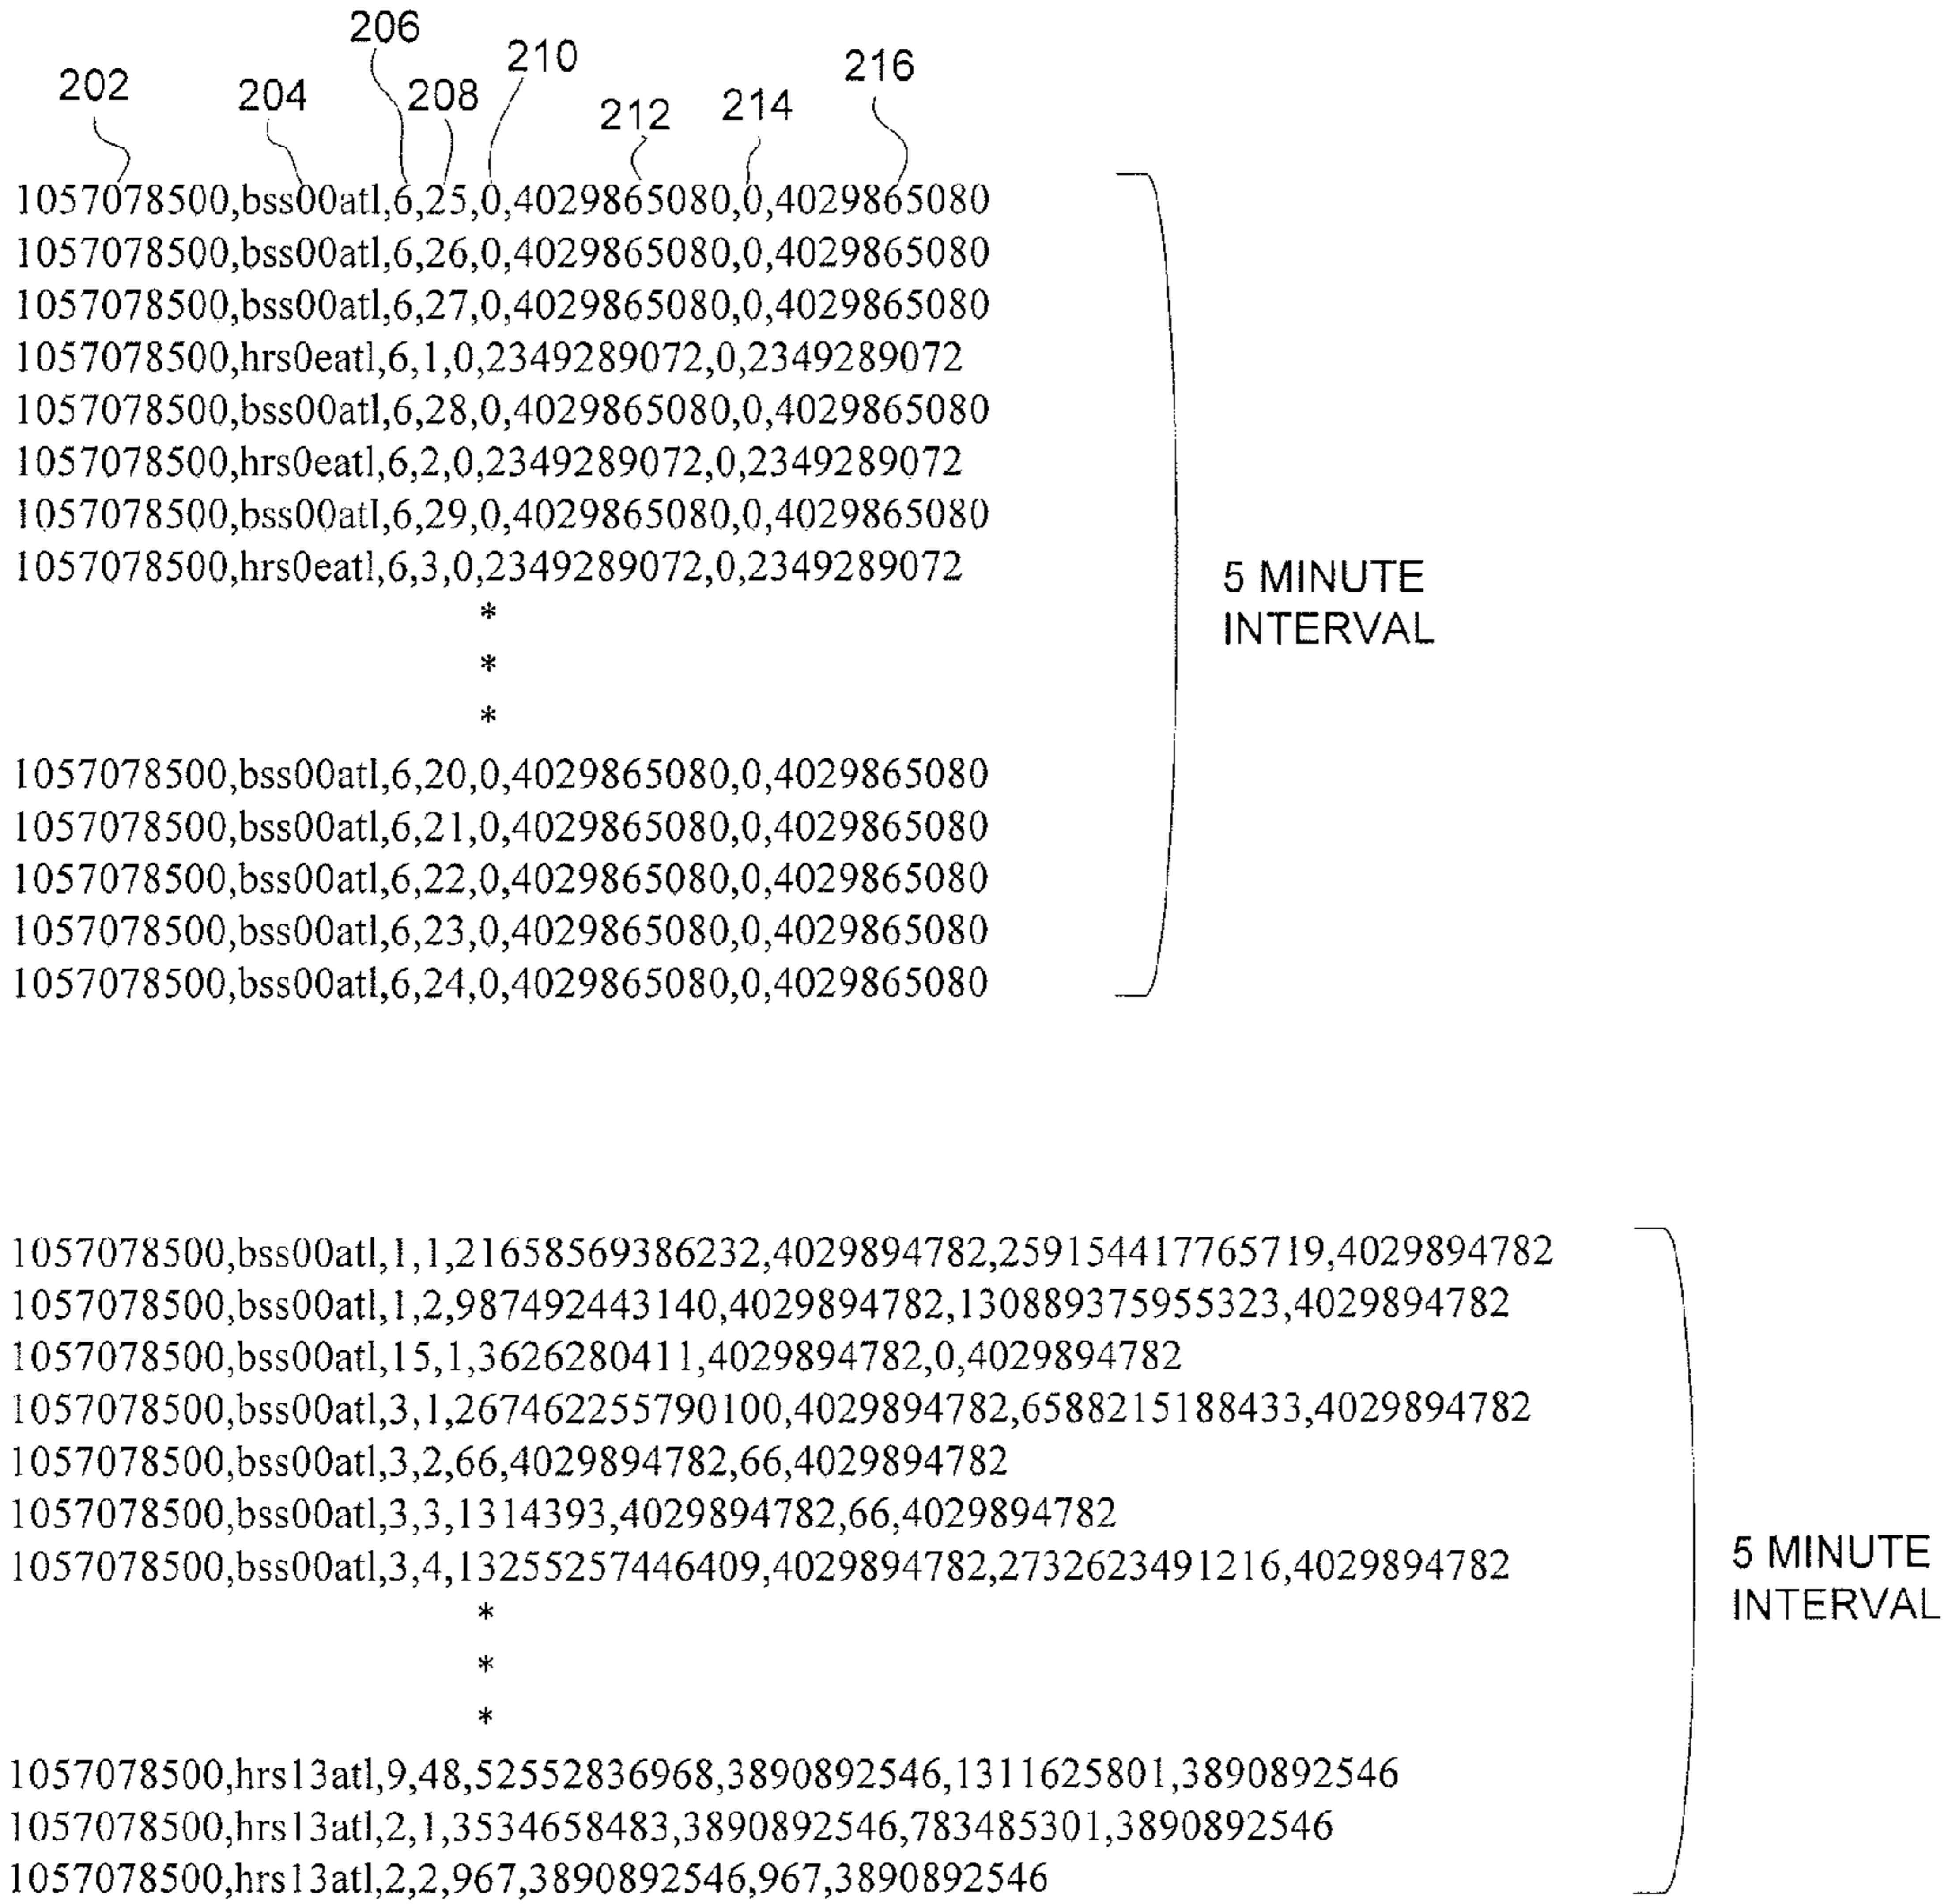 206
210
216
202
204
208
212
214
1057078500,bss00atl,6,25,0,4029865080,0,4029865080
1057078500,bss00atl,6,26,0,4029865080,0,4029865080
1057078500,bss00atl,6,27,0,4029865080,0,4029865080
1057078500,hrs0eatl,6,1,0,2349289072,0,2349289072
1057078500,bss00atl,6,28,0,4029865080,0,4029865080
1057078500,hrs0eatl,6,2,0,2349289072,0,2349289072
1057078500,bss00atl,6,29,0,4029865080,0,4029865080
1057078500,hrs0eatl,6,3,0,2349289072,0,2349289072
*
*
*
1057078500,bss00atl,6,20,0,4029865080,0,4029865080
1057078500,bss00atl,6,21,0,4029865080,0,4029865080
1057078500,bss00atl,6,22,0,4029865080,0,4029865080
1057078500,bss00atl,6,23,0,4029865080,0,4029865080
1057078500,bss00atl,6,24,0,4029865080,0,4029865080
5 MINUTE
INTERVAL
1057078500,bss00atl,1,1,21658569386232,4029894782,259154417765719,4029894782
1057078500,bss00atl,1,2,987492443140,4029894782,130889375955323,4029894782
1057078500,bss00atl,15,1,3626280411,4029894782,0,4029894782
1057078500,bss00atl,3,1,267462255790100,4029894782,6588215188433,4029894782
1057078500,bss00atl,3,2,66,4029894782,66,4029894782
1057078500,bss00atl,3,3,1314393,4029894782,66,4029894782
1057078500,bss00atl,3,4,13255257446409,4029894782,2732623491216,4029894782
*
*
*
1057078500,hrs13atl,9,48,52552836968,3890892546,1311625801,3890892546
1057078500,hrs13atl,2,1,3534658483,3890892546,783485301,3890892546
1057078500,hrs13atl,2,2,967,3890892546,967,3890892546
5 MINUTE
INTERVAL